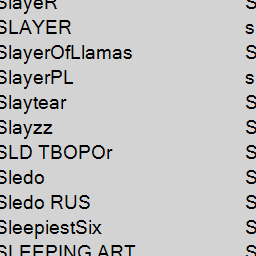 SlayeR S
SLAYER s
SlayerOfLlamas S
SlayerPL s
Slaytear S
Slayzz S
SLD TBOPOr S
Sledo S
Sledo RUS S
SleepiestSix S
SLEEPING ART S